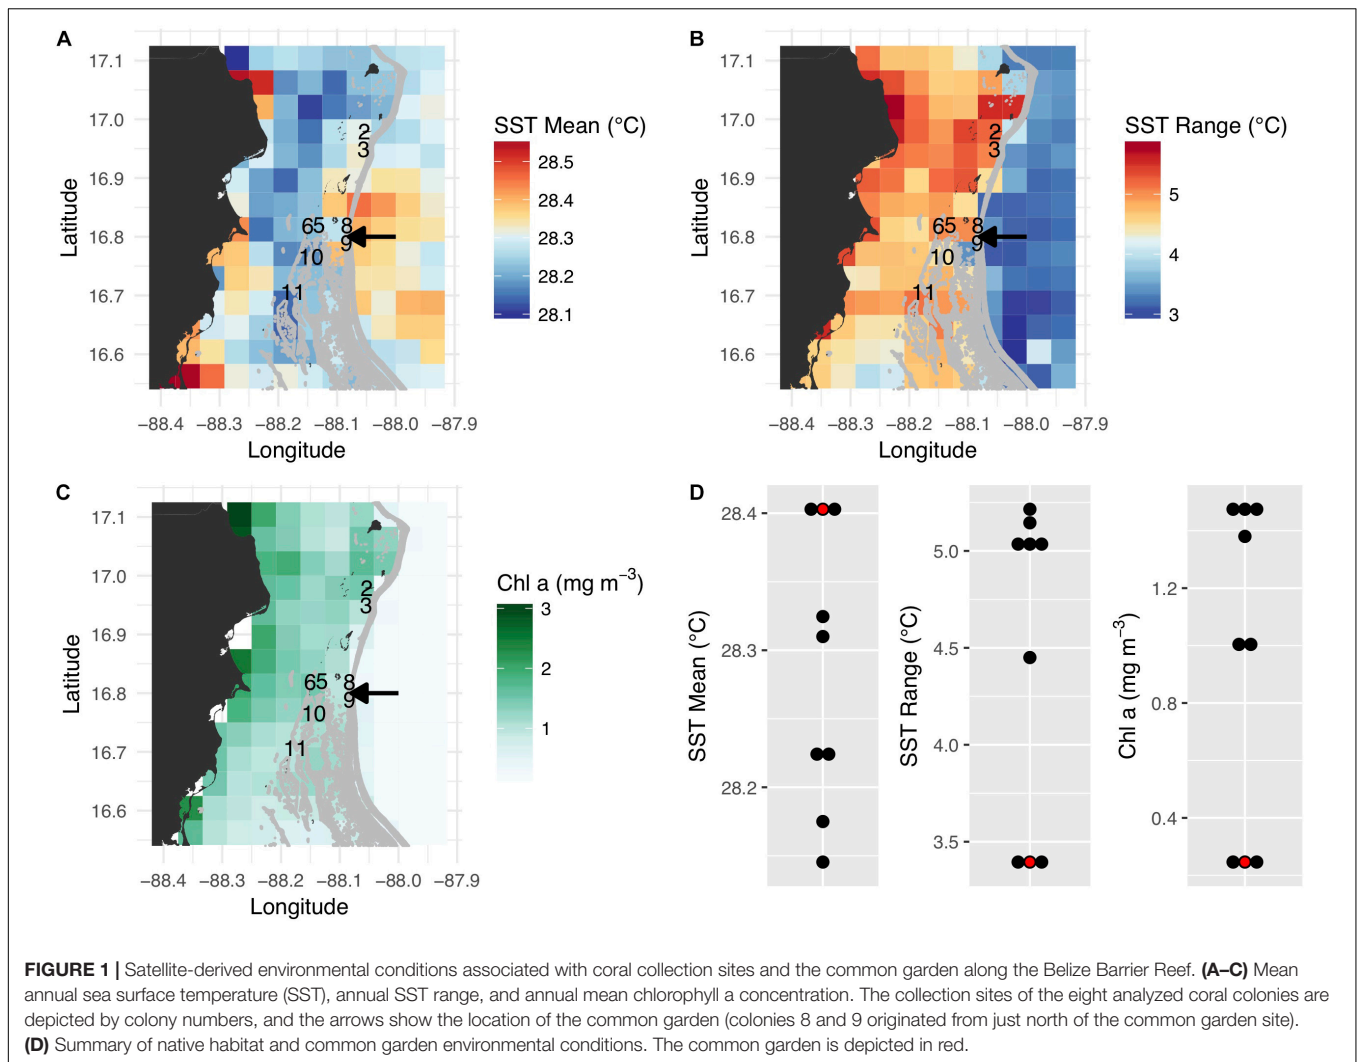 A
17.1
17.0
16.9
16.8
16.7
16.6
Latitude
2
3
65
8
9
10
11
−88.4 −88.3 −88.2 −88.1 −88.0 −87.9
Longitude
SST Mean (°C)
28.5
28.4
28.3
28.2
28.1
B
17.1
17.0
16.9
16.8
16.7
16.6
Latitude
2
3
65
8
9
10
11
−88.4 −88.3 −88.2 −88.1 −88.0 −87.9
Longitude
SST Range (°C)
5
4
3
C
17.1
17.0
16.9
16.8
16.7
16.6
Latitude
2
3
65
8
9
10
11
−88.4 −88.3 −88.2 −88.1 −88.0 −87.9
Longitude
Chl a (mg m⁻³)
3
2
1
D
SST Mean (°C)
28.4
28.3
28.2
SST Range (°C)
5.0
4.5
4.0
3.5
Chl a (mg m⁻³)
1.2
0.8
0.4
FIGURE 1 | Satellite-derived environmental conditions associated with coral collection sites and the common garden along the Belize Barrier Reef. (A–C) Mean
annual sea surface temperature (SST), annual SST range, and annual mean chlorophyll a concentration. The collection sites of the eight analyzed coral colonies are
depicted by colony numbers, and the arrows show the location of the common garden (colonies 8 and 9 originated from just north of the common garden site).
(D) Summary of native habitat and common garden environmental conditions. The common garden is depicted in red.